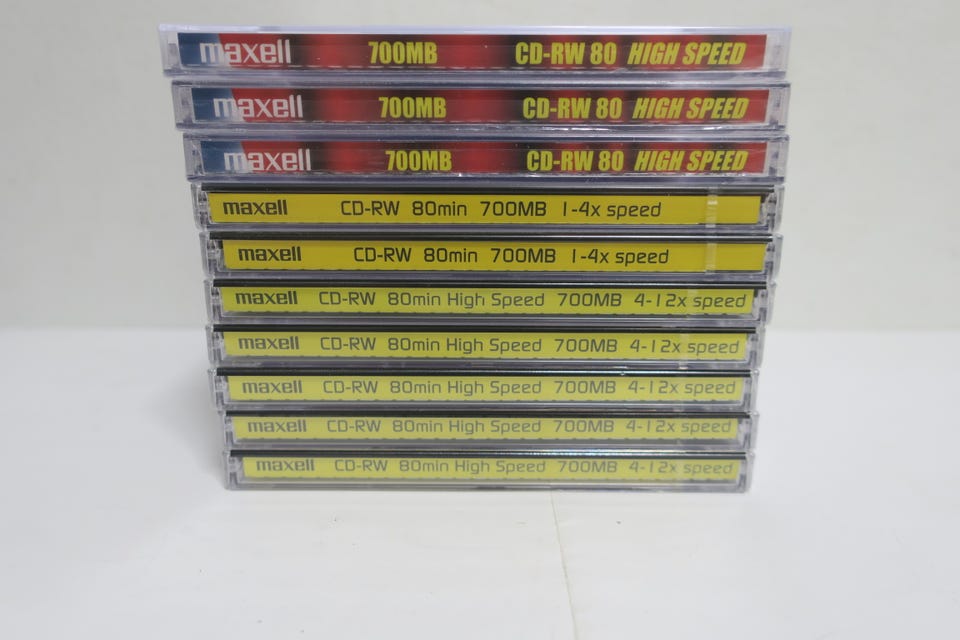 maxell 700MB CD-RW 80 HIGH SPEED
maxell 700MB CD-RW 80 HIGH SPEED
maxell 700MB CD-RW 80 HIGH SPEED
maxell CD-RW 80min 700MB 1-4x speed
maxell CD-RW 80min 700MB 1-4x speed
maxell CD-RW 80min High Speed 700MB 4-12x speed
maxell CD-RW 80min High Speed 700MB 4-12x speed
maxell CD-RW 80min High Speed 700MB 4-12x speed
maxell CD-RW 80min High Speed 700MB 4-12x speed
maxell CD-RW 80min High Speed 700MB 4-12x speed